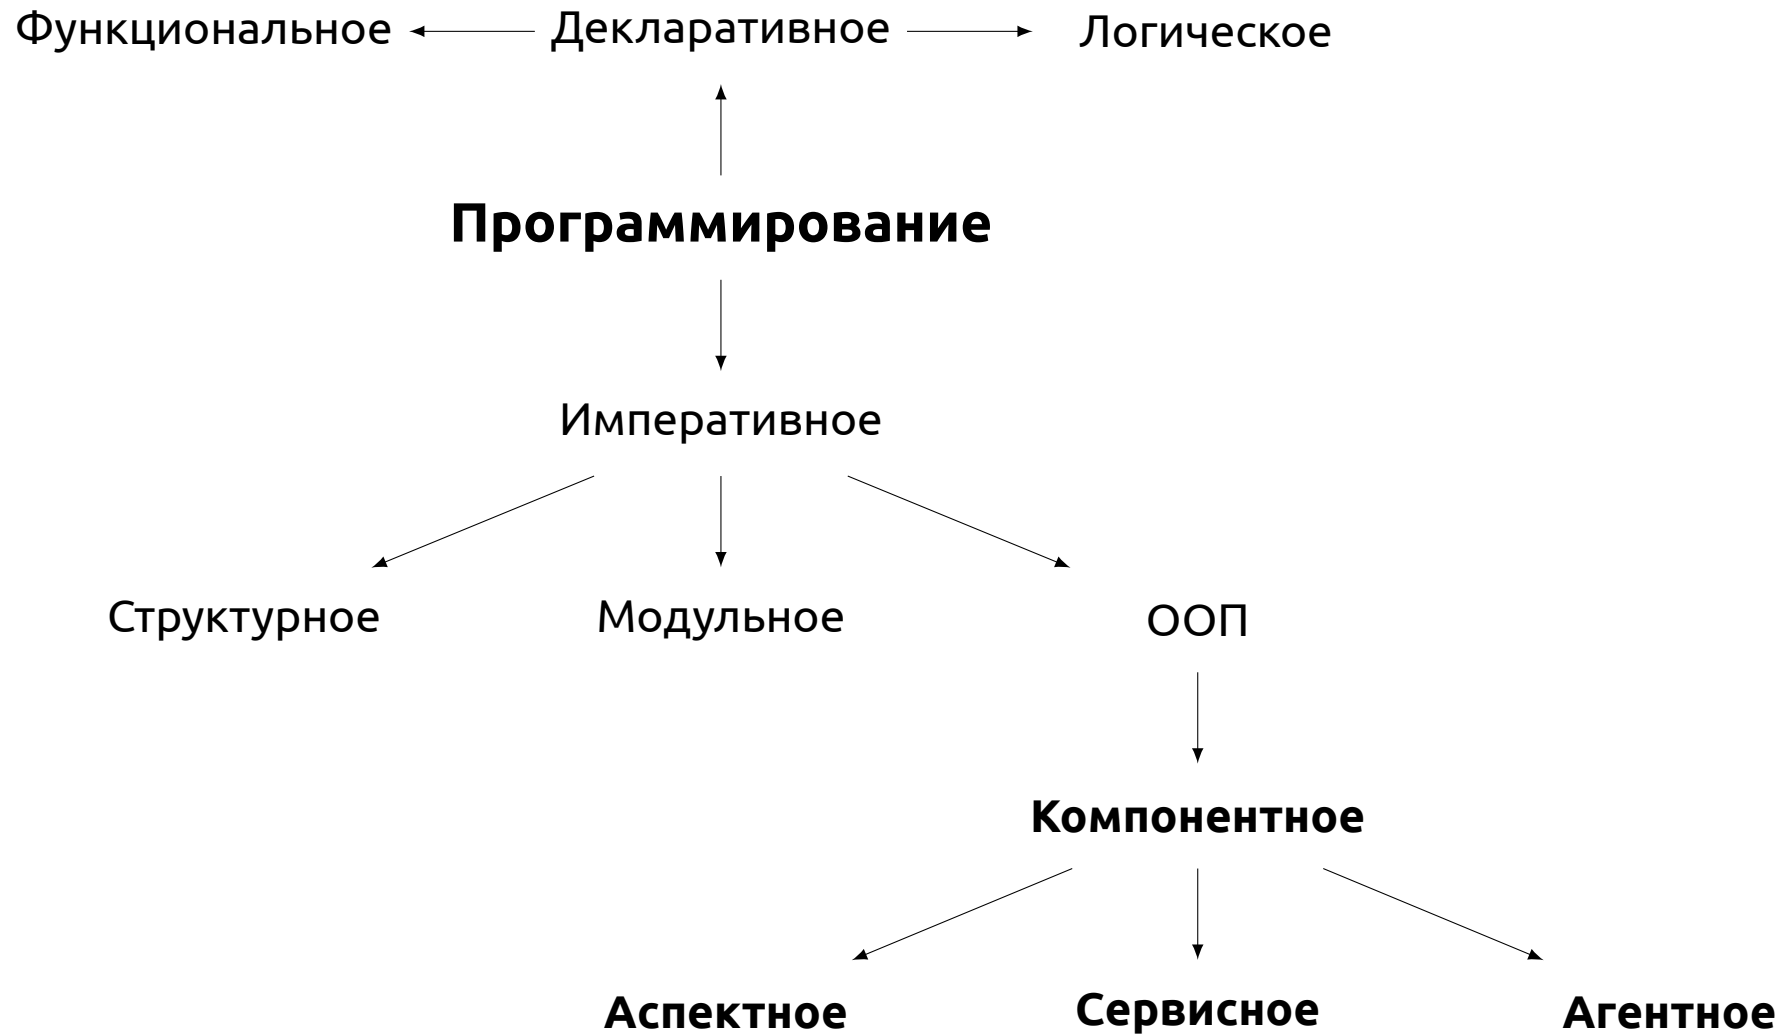 Функциональное
Декларативное
Логическое
Программирование
Императивное
Структурное
Модульное
ООП
Компонентное
Аспектное
Сервисное
Агентное